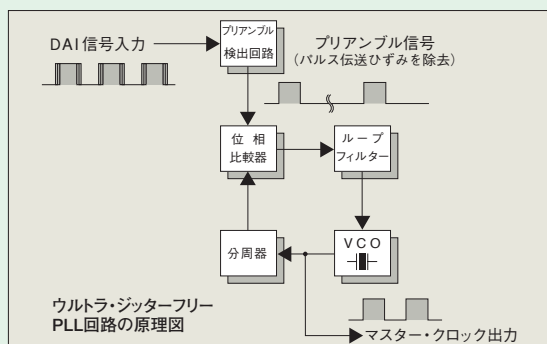 DAI信号入力
プリアンブル
検出回路
プリアンブル信号
(パルス伝送ひずみを除去)
位相
比較器
ループ
フィルター
分周器
VCO
ウルトラ・ジッターフリー
PLL回路の原理図
マスター・クロック出力